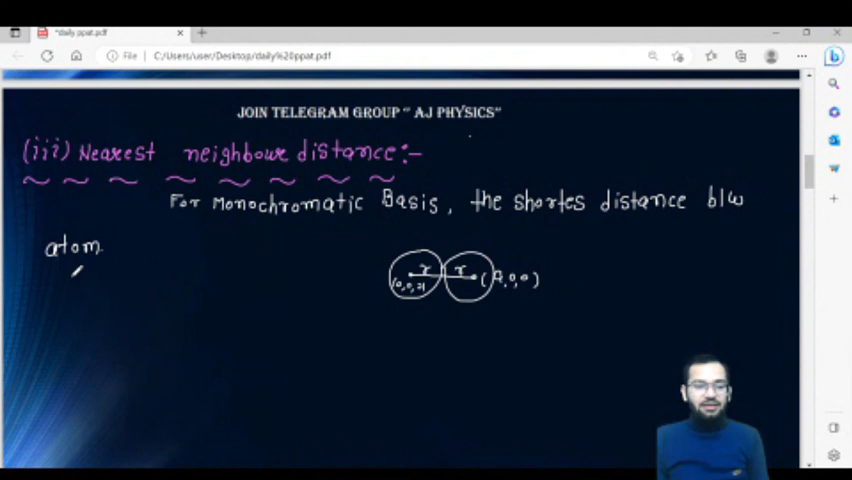 *daily ppat.pdf
File C:/Users/user/Desktop/daily%20ppat.pdf
JOIN TELEGRAM GROUP “ AJ PHYSICS”
(iii) Nearest neighbour distance:-
For Monochromatic Basis, the shortes distance b/w
atom.
r r
(0,0,0) (a,0,0)